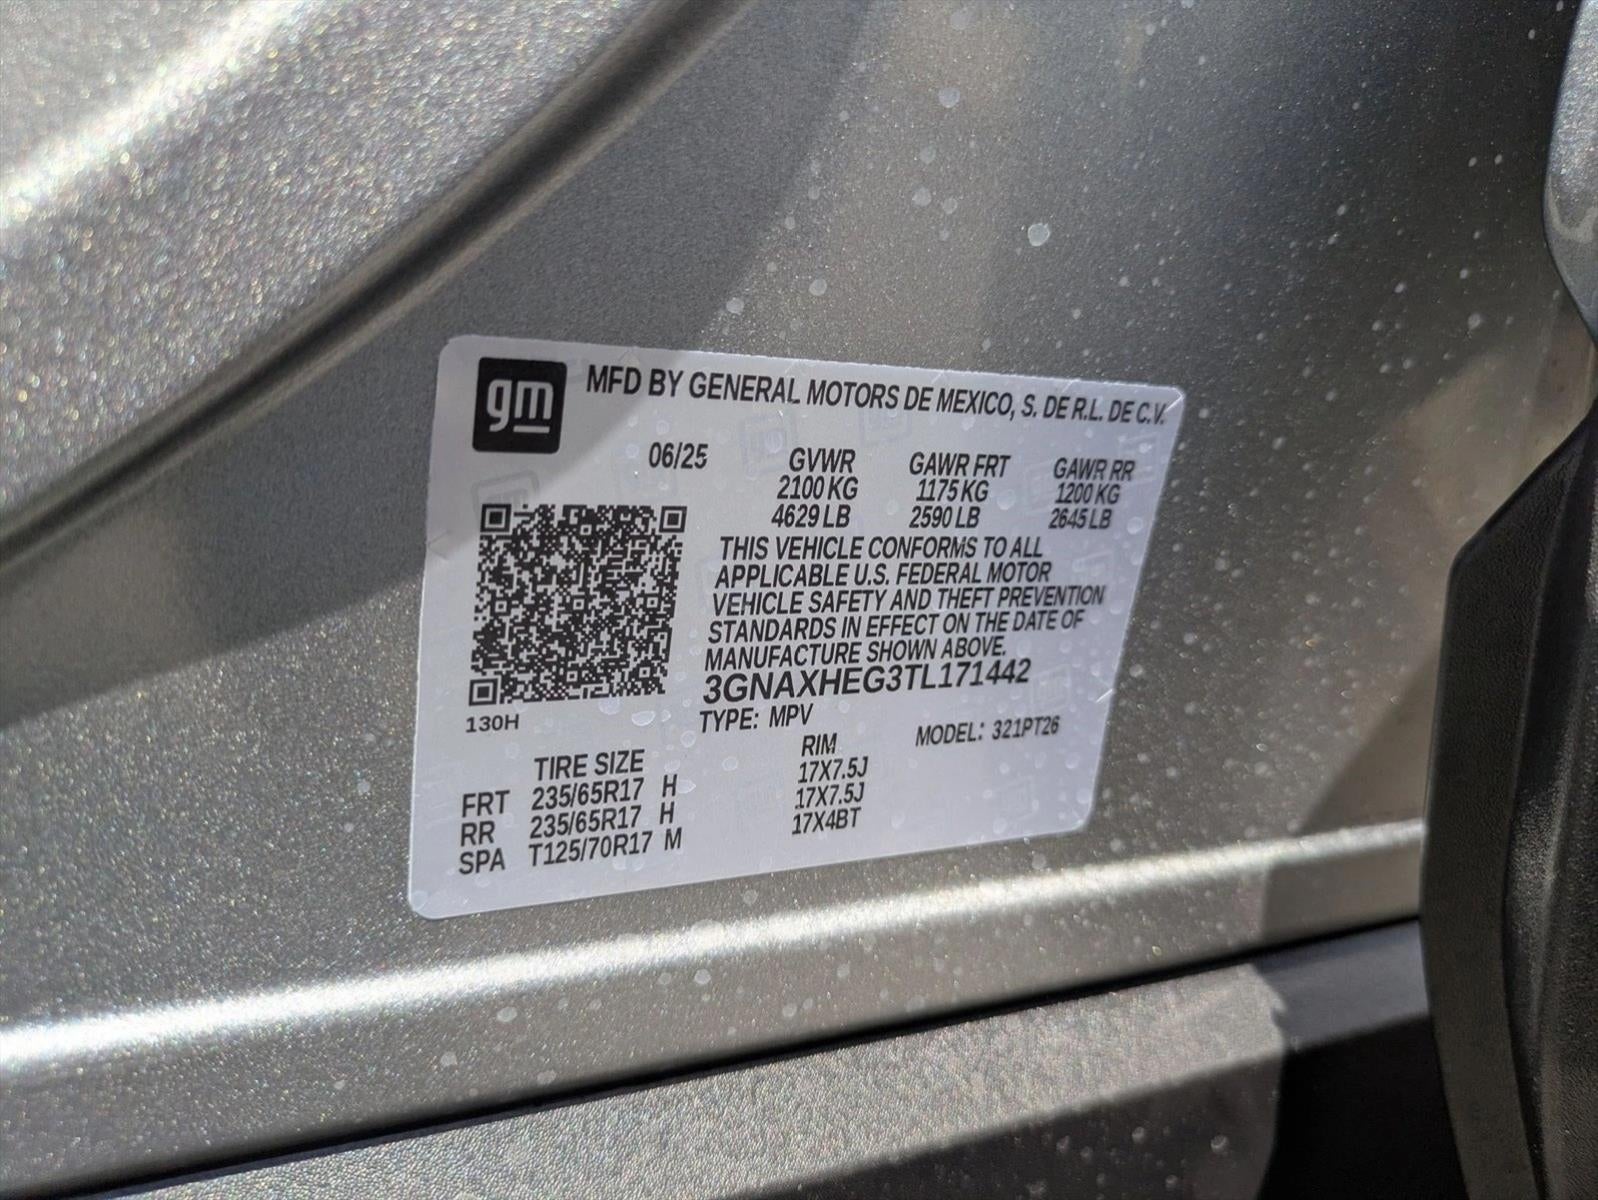 gm
MFD BY GENERAL MOTORS DE MEXICO, S. DE R.L. DE C.V.
06/25 GVWR GAWR FRT GAWR RR
2100 KG 1175 KG 1200 KG
4629 LB 2590 LB 2645 LB
THIS VEHICLE CONFORMS TO ALL
APPLICABLE U.S. FEDERAL MOTOR
VEHICLE SAFETY AND THEFT PREVENTION
STANDARDS IN EFFECT ON THE DATE OF
MANUFACTURE SHOWN ABOVE.
3GNAXHEG3TL171442
130H
TYPE: MPV MODEL: 321PT26
TIRE SIZE RIM
FRT 235/65R17 H 17X7.5J
RR 235/65R17 H 17X7.5J
SPA T125/70R17 M 17X4BT